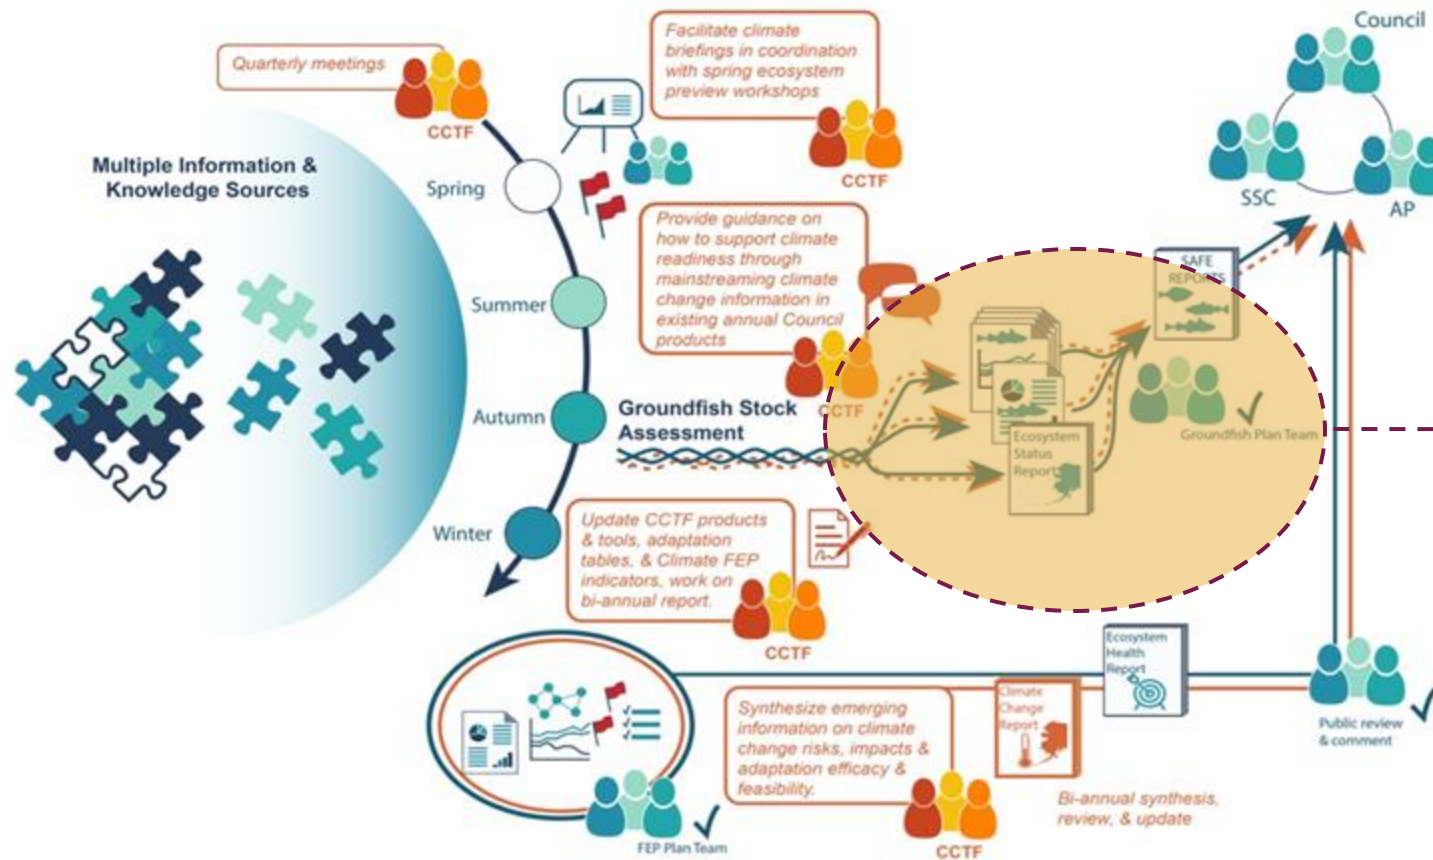 Council
Quarterly meetings
CCTF
Facilitate climate
briefings in coordination
with spring ecosystem
preview workshops
CCTF
SSC
AP
Multiple Information &
Knowledge Sources
Spring
Summer
Autumn
Winter
Provide guidance on
how to support climate
readiness through
mainstreaming climate
change information in
existing annual Council
products
CCTF
SAFE
REPORTS
Groundfish Stock
Assessment
Ecosystem
Status
Report
Groundfish Plan Team
Update CCTF products
& tools, adaptation
tables, & Climate FEP
indicators, work on
bi-annual report.
CCTF
Ecosystem
Health
Report
Climate
Change
Report
Synthesize emerging
information on climate
change risks, impacts &
adaptation efficacy &
feasibility.
CCTF
Bi-annual synthesis,
review, & update
Public review
& comment
FEP Plan Team